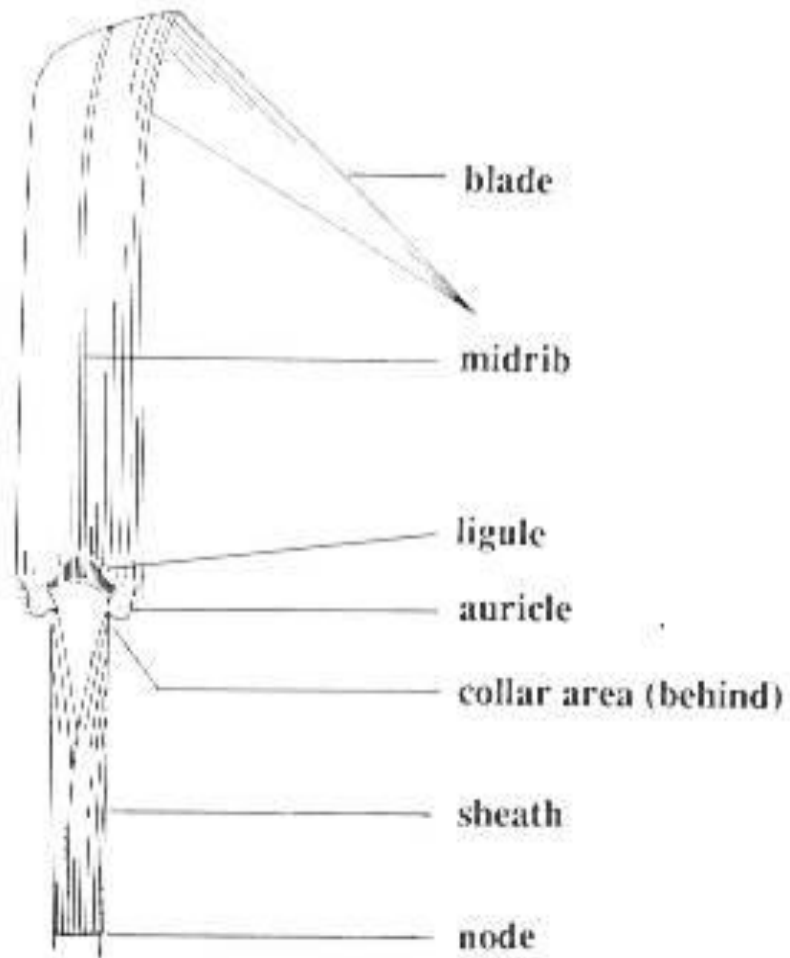 blade
midrib
ligule
auricle
collar area (behind)
sheath
node